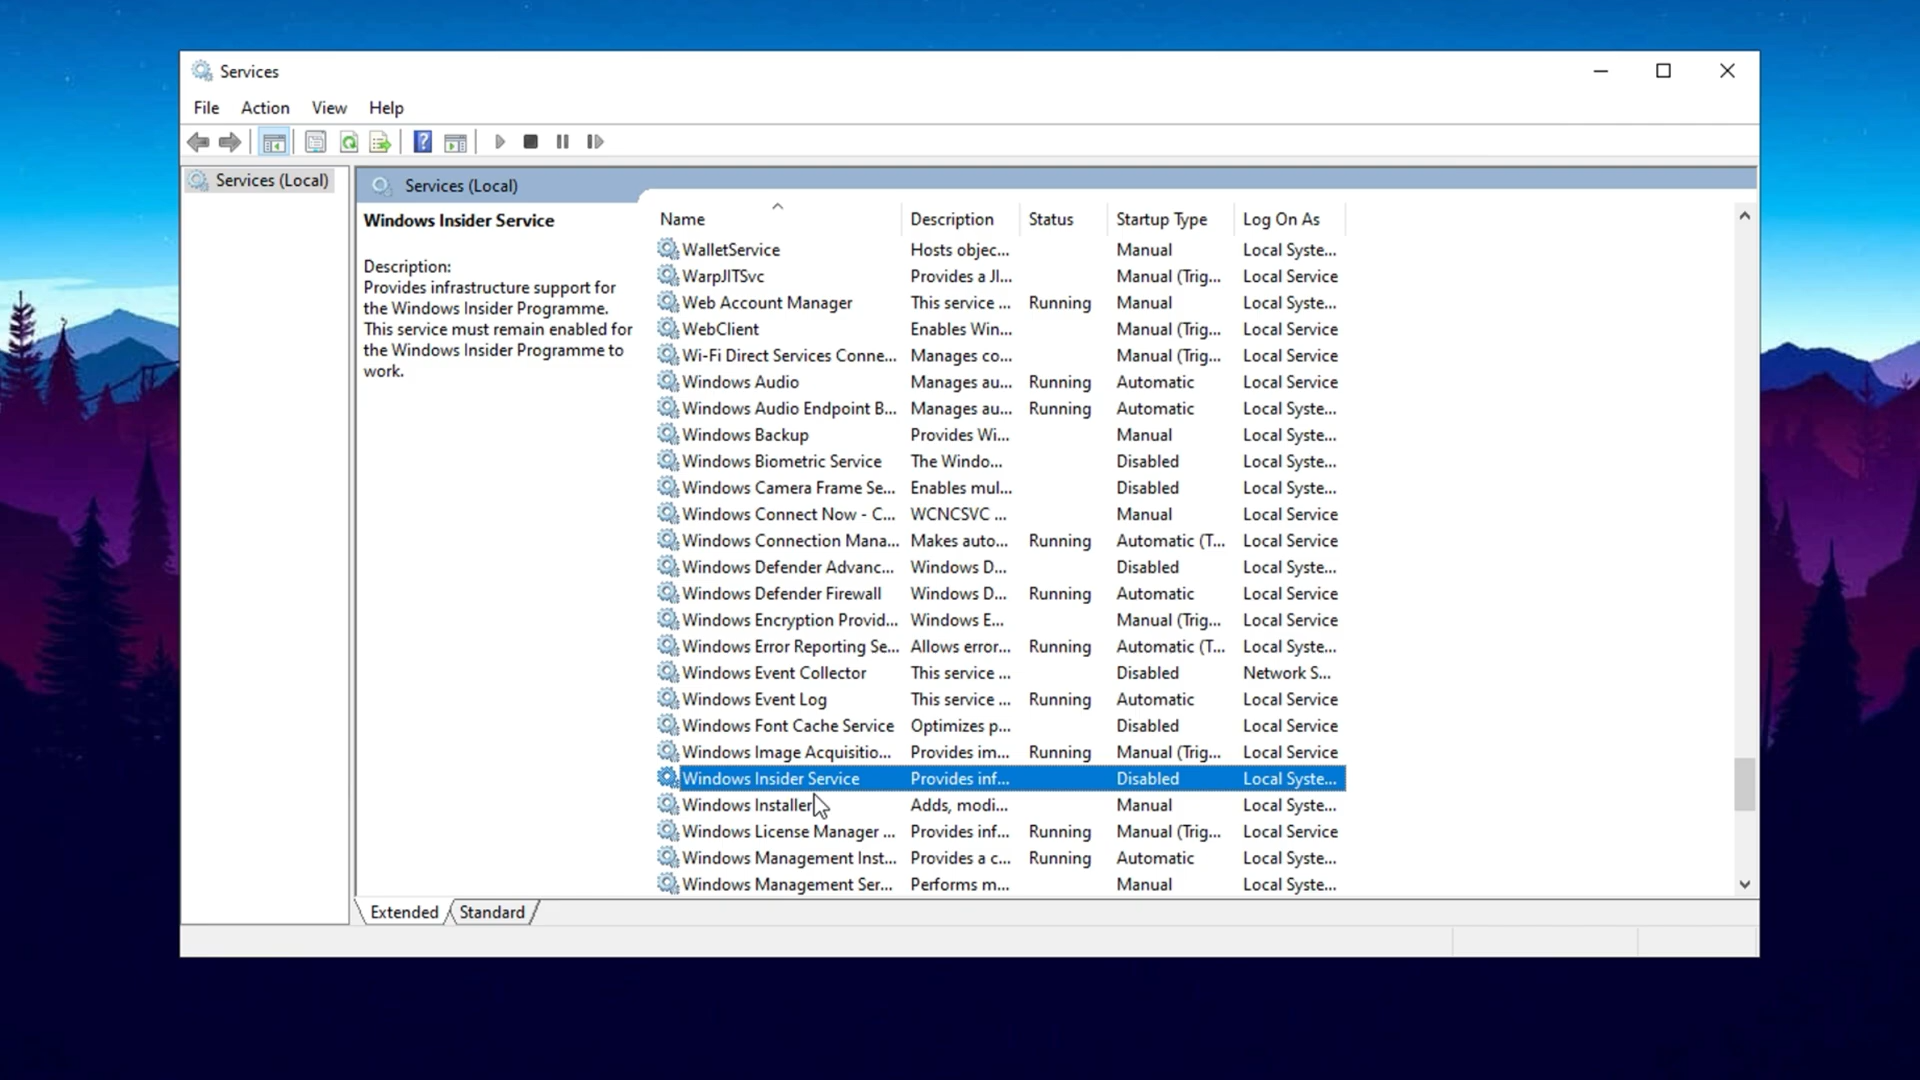 Services
File Action View Help
Services (Local)
Services (Local)
Windows Insider Service
Description:
Provides infrastructure support for
the Windows Insider Programme.
This service must remain enabled for
the Windows Insider Programme to
work.
Name Description Status Startup Type Log On As
WalletService Hosts objec... Manual Local Syste...
WarpJITSvc Provides a JI... Manual (Trig... Local Service
Web Account Manager This service ... Running Manual Local Syste...
WebClient Enables Win... Manual (Trig... Local Service
Wi-Fi Direct Services Conne... Manages co... Manual (Trig... Local Service
Windows Audio Manages au... Running Automatic Local Service
Windows Audio Endpoint B... Manages au... Running Automatic Local Syste...
Windows Backup Provides Wi... Manual Local Syste...
Windows Biometric Service The Windo... Disabled Local Syste...
Windows Camera Frame Se... Enables mul... Disabled Local Syste...
Windows Connect Now - C... WCNCSVC ... Manual Local Service
Windows Connection Mana... Makes auto... Running Automatic (T... Local Service
Windows Defender Advanc... Windows D... Disabled Local Syste...
Windows Defender Firewall Windows D... Running Automatic Local Service
Windows Encryption Provid... Windows E... Manual (Trig... Local Service
Windows Error Reporting Se... Allows error... Running Automatic (T... Local Syste...
Windows Event Collector This service ... Disabled Network S...
Windows Event Log This service ... Running Automatic Local Service
Windows Font Cache Service Optimizes p... Disabled Local Service
Windows Image Acquisitio... Provides im... Running Manual (Trig... Local Service
Windows Insider Service Provides inf... Disabled Local Syste...
Windows Installer Adds, modi... Manual Local Syste...
Windows License Manager ... Provides inf... Running Manual (Trig... Local Service
Windows Management Inst... Provides a c... Running Automatic Local Syste...
Windows Management Ser... Performs m... Manual Local Syste...
Extended Standard